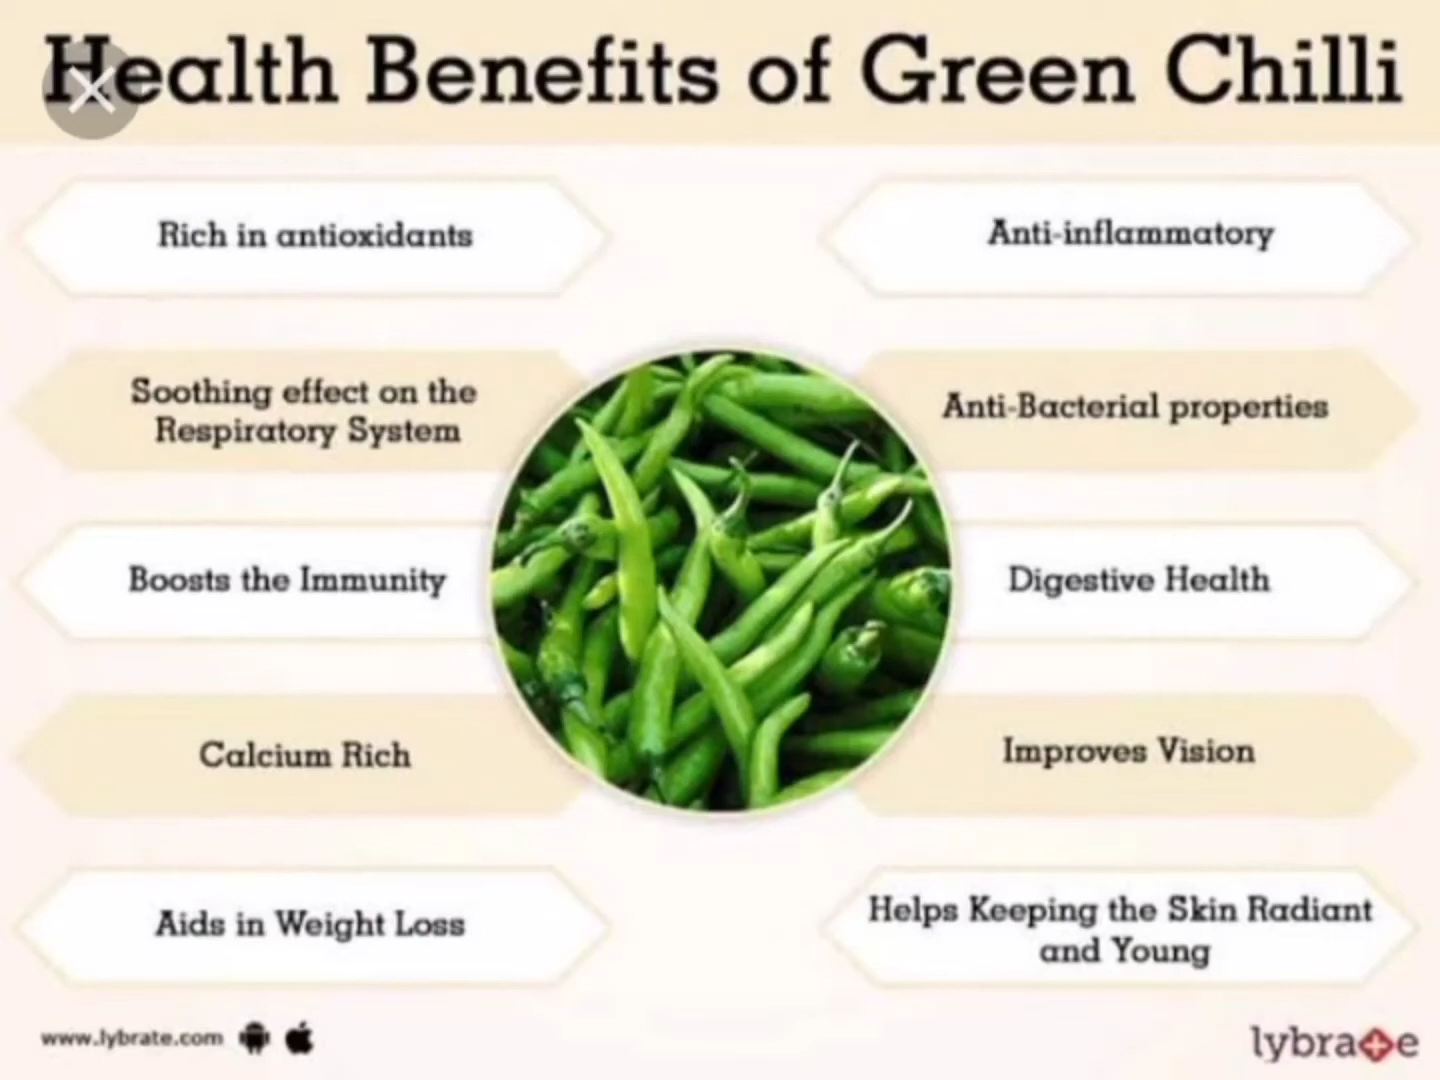 Health Benefits of Green Chilli
Rich in antioxidants
Anti-inflammatory
Soothing effect on the
Respiratory System
Anti-Bacterial properties
Boosts the Immunity
Digestive Health
Calcium Rich
Improves Vision
Aids in Weight Loss
Helps Keeping the Skin Radiant
and Young
www.lybrate.com
lybrate